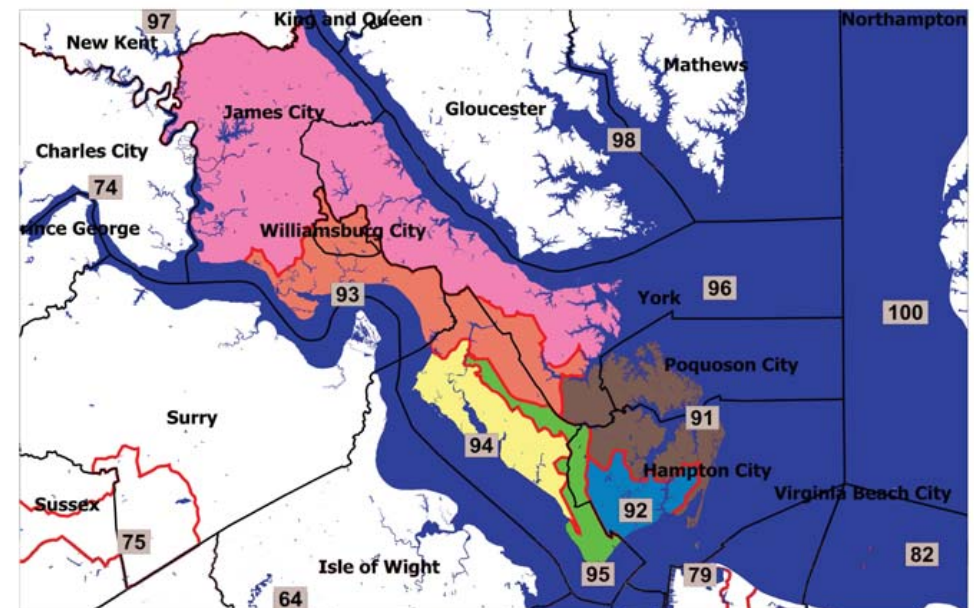 97
King and Queen
Northampton
New Kent
Mathews
James City
Gloucester
98
Charles City
74
ince George
Williamsburg City
93
York
96
100
Poquoson City
Surry
91
94
Hampton City
Sussex
Virginia Beach City
92
75
82
Isle of Wight
95
79
64